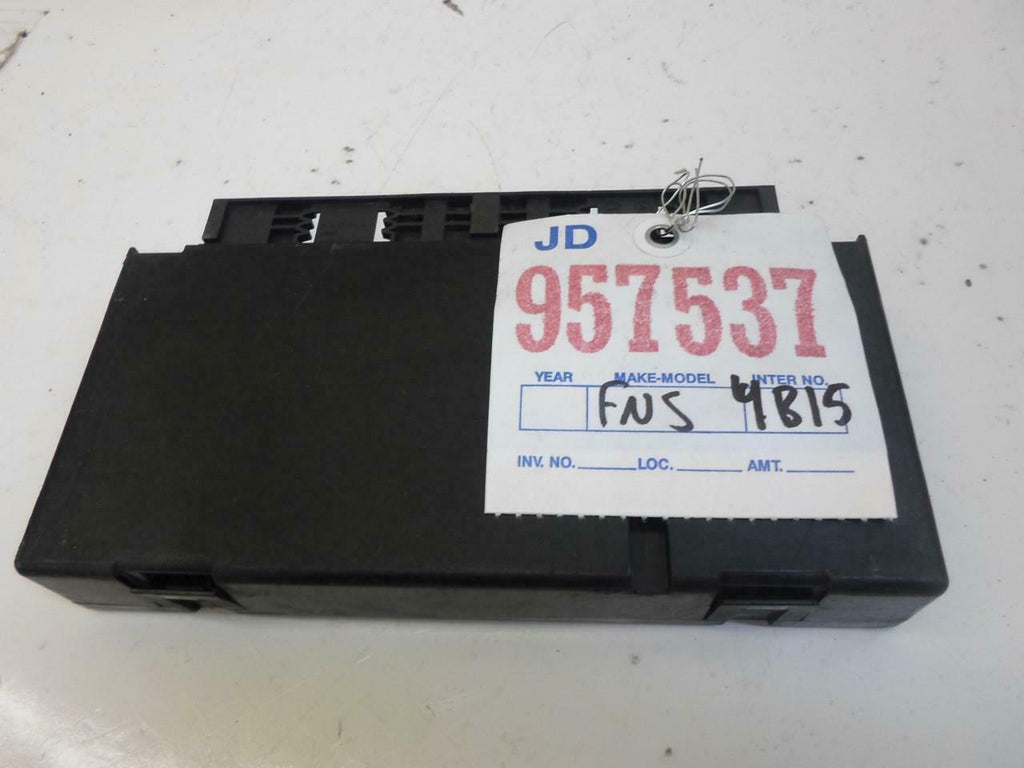 JD
957537
YEAR MAKE-MODEL INTER NO.
FNS 4B15
INV. NO. LOC. AMT.